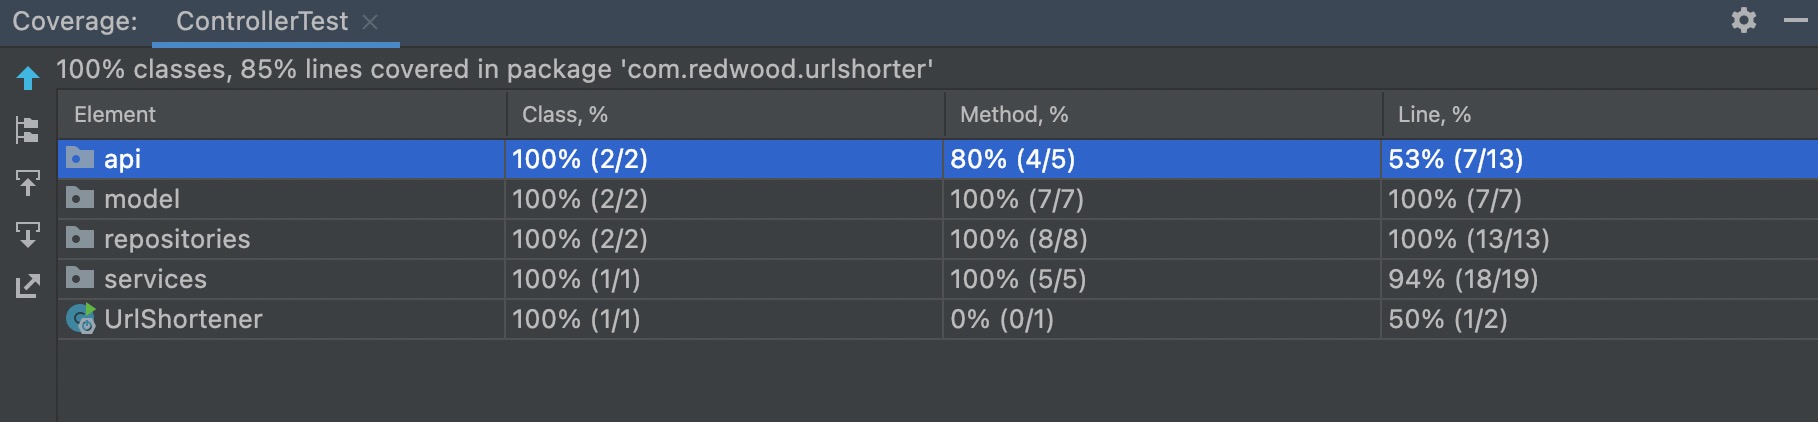 Coverage: ControllerTest
100% classes, 85% lines covered in package 'com.redwood.urlshorter'
Element Class, % Method, % Line, %
api 100% (2/2) 80% (4/5) 53% (7/13)
model 100% (2/2) 100% (7/7) 100% (7/7)
repositories 100% (2/2) 100% (8/8) 100% (13/13)
services 100% (1/1) 100% (5/5) 94% (18/19)
UrlShortener 100% (1/1) 0% (0/1) 50% (1/2)